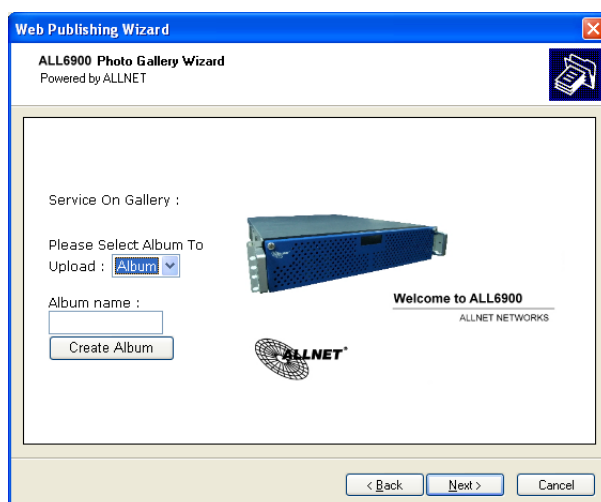 Web Publishing Wizard
ALL6900 Photo Gallery Wizard
Powered by ALLNET
Service On Gallery :
Please Select Album To
Upload : Album
Album name :
Create Album
Welcome to ALL6900
ALLNET NETWORKS
ALLNET
< Back
Next >
Cancel